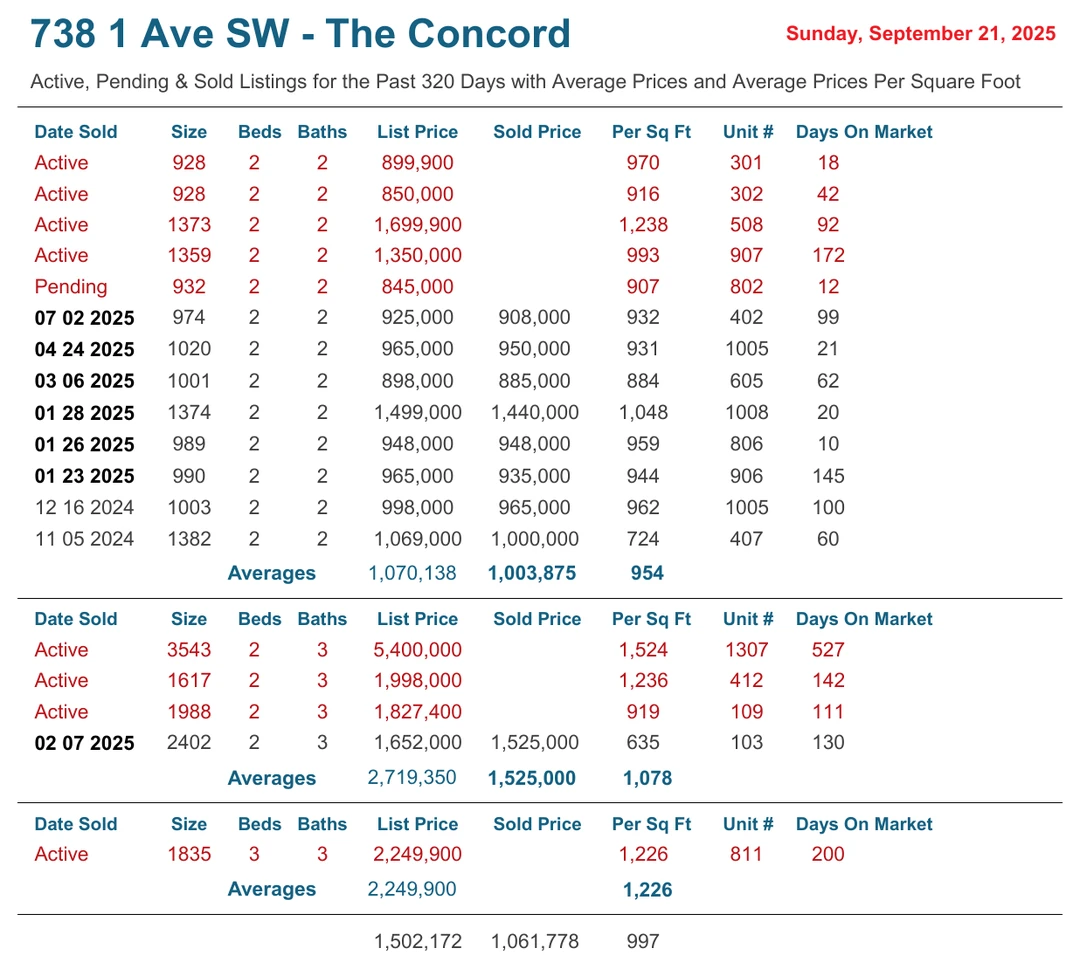 738 1 Ave SW - The Concord
Sunday, September 21, 2025
Active, Pending & Sold Listings for the Past 320 Days with Average Prices and Average Prices Per Square Foot
Date Sold Size Beds Baths List Price Sold Price Per Sq Ft Unit # Days On Market
Active 928 2 2 899,900 970 301 18
Active 928 2 2 850,000 916 302 42
Active 1373 2 2 1,699,900 1,238 508 92
Active 1359 2 2 1,350,000 993 907 172
Pending 932 2 2 845,000 907 802 12
07 02 2025 974 2 2 925,000 908,000 932 402 99
04 24 2025 1020 2 2 965,000 950,000 931 1005 21
03 06 2025 1001 2 2 898,000 885,000 884 605 62
01 28 2025 1374 2 2 1,499,000 1,440,000 1,048 1008 20
01 26 2025 989 2 2 948,000 948,000 959 806 10
01 23 2025 990 2 2 965,000 935,000 944 906 145
12 16 2024 1003 2 2 998,000 965,000 962 1005 100
11 05 2024 1382 2 2 1,069,000 1,000,000 724 407 60
Averages 1,070,138 1,003,875 954
Date Sold Size Beds Baths List Price Sold Price Per Sq Ft Unit # Days On Market
Active 3543 2 3 5,400,000 1,524 1307 527
Active 1617 2 3 1,998,000 1,236 412 142
Active 1988 2 3 1,827,400 919 109 111
02 07 2025 2402 2 3 1,652,000 1,525,000 635 103 130
Averages 2,719,350 1,525,000 1,078
Date Sold Size Beds Baths List Price Sold Price Per Sq Ft Unit # Days On Market
Active 1835 3 3 2,249,900 1,226 811 200
Averages 2,249,900 1,226
1,502,172 1,061,778 997